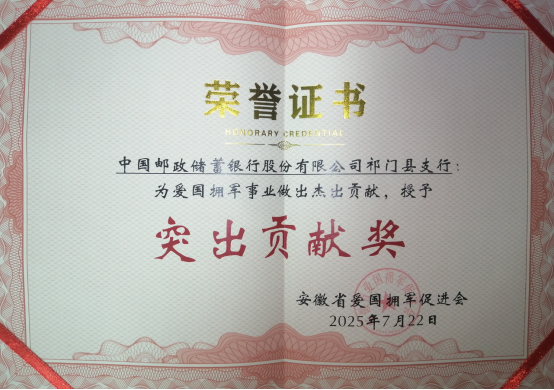 荣誉证书
HONORARY CREDENTIAL
中国邮政储蓄银行股份有限公司祁门县支行：
为爱国拥军事业做出杰出贡献，授予
突出贡献奖
安徽省爱国拥军促进会
2025年7月22日